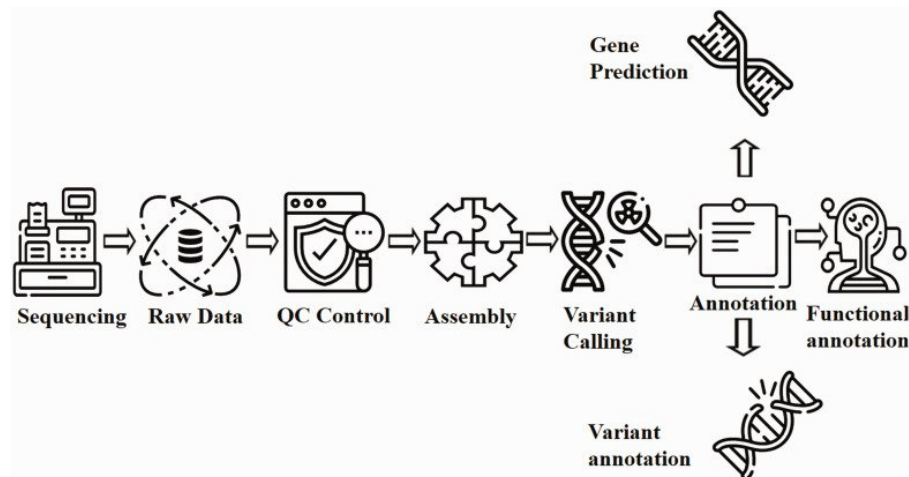 Gene
Prediction
Sequencing
Raw Data
QC Control
Assembly
Variant
Calling
Annotation
Functional
annotation
Variant
annotation